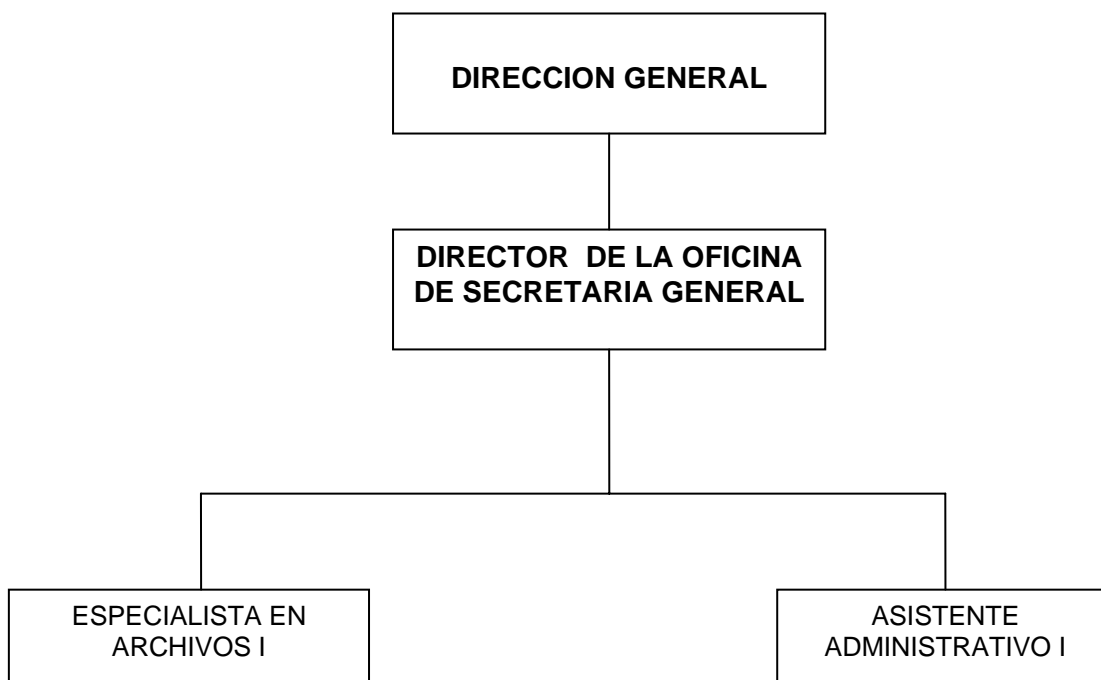 DIRECCION GENERAL
DIRECTOR  DE LA OFICINA
DE SECRETARIA GENERAL
ESPECIALISTA EN
ARCHIVOS I
ASISTENTE
ADMINISTRATIVO I